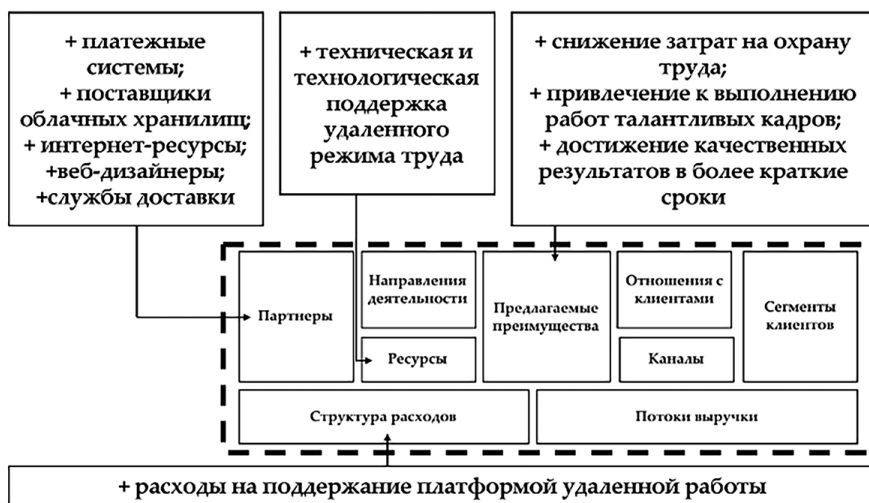 + платежные
системы;
+ поставщики
облачных хранилищ;
+ интернет-ресурсы;
+веб-дизайнеры;
+службы доставки
+ техническая и
технологическая
поддержка
удаленного
режима труда
+ снижение затрат на охрану
труда;
+ привлечение к выполнению
работ талантливых кадров;
+ достижение качественных
результатов в более краткие
сроки
Партнеры
Направления
деятельности
Ресурсы
Предлагаемые
преимущества
Отношения с
клиентами
Каналы
Сегменты
клиентов
Структура расходов
Потоки выручки
+ расходы на поддержание платформой удаленной работы